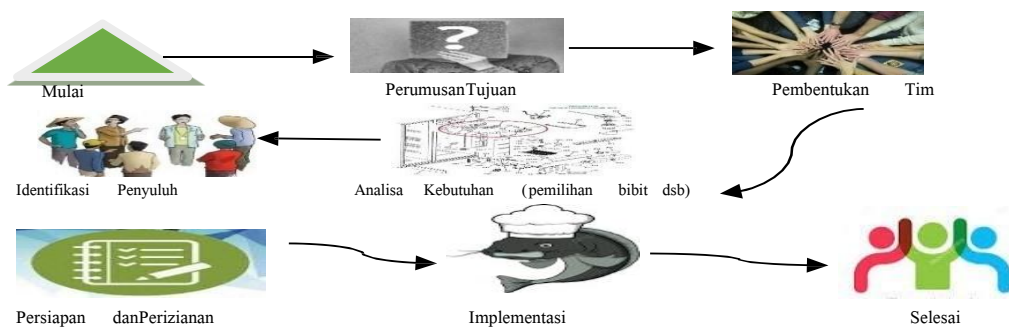 ?
Mulai
PerumusanTujuan
Pembentukan Tim
Identifikasi Penyuluh
Analisa Kebutuhan (pemilihan bibit dsb)
Persiapan danPerizianan
Implementasi
Selesai